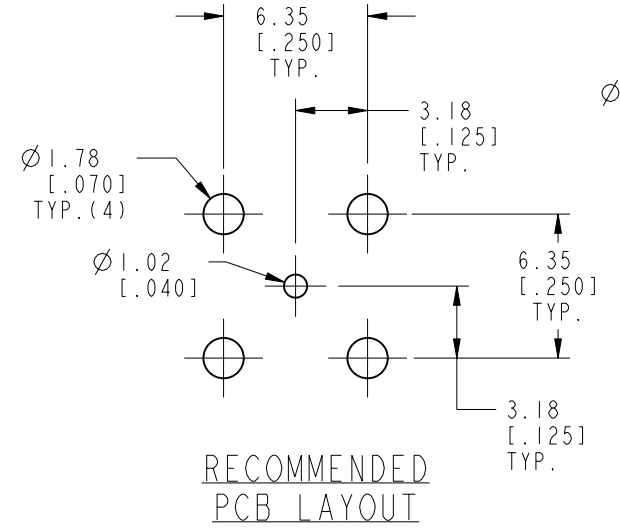 6.35
[.250]
TYP.
Ø
3.18
[.125]
TYP.
Ø1.78
[.070]
TYP.(4)
Ø1.02
[.040]
6.35
[.250]
TYP.
3.18
[.125]
TYP.
RECOMMENDED
PCB LAYOUT